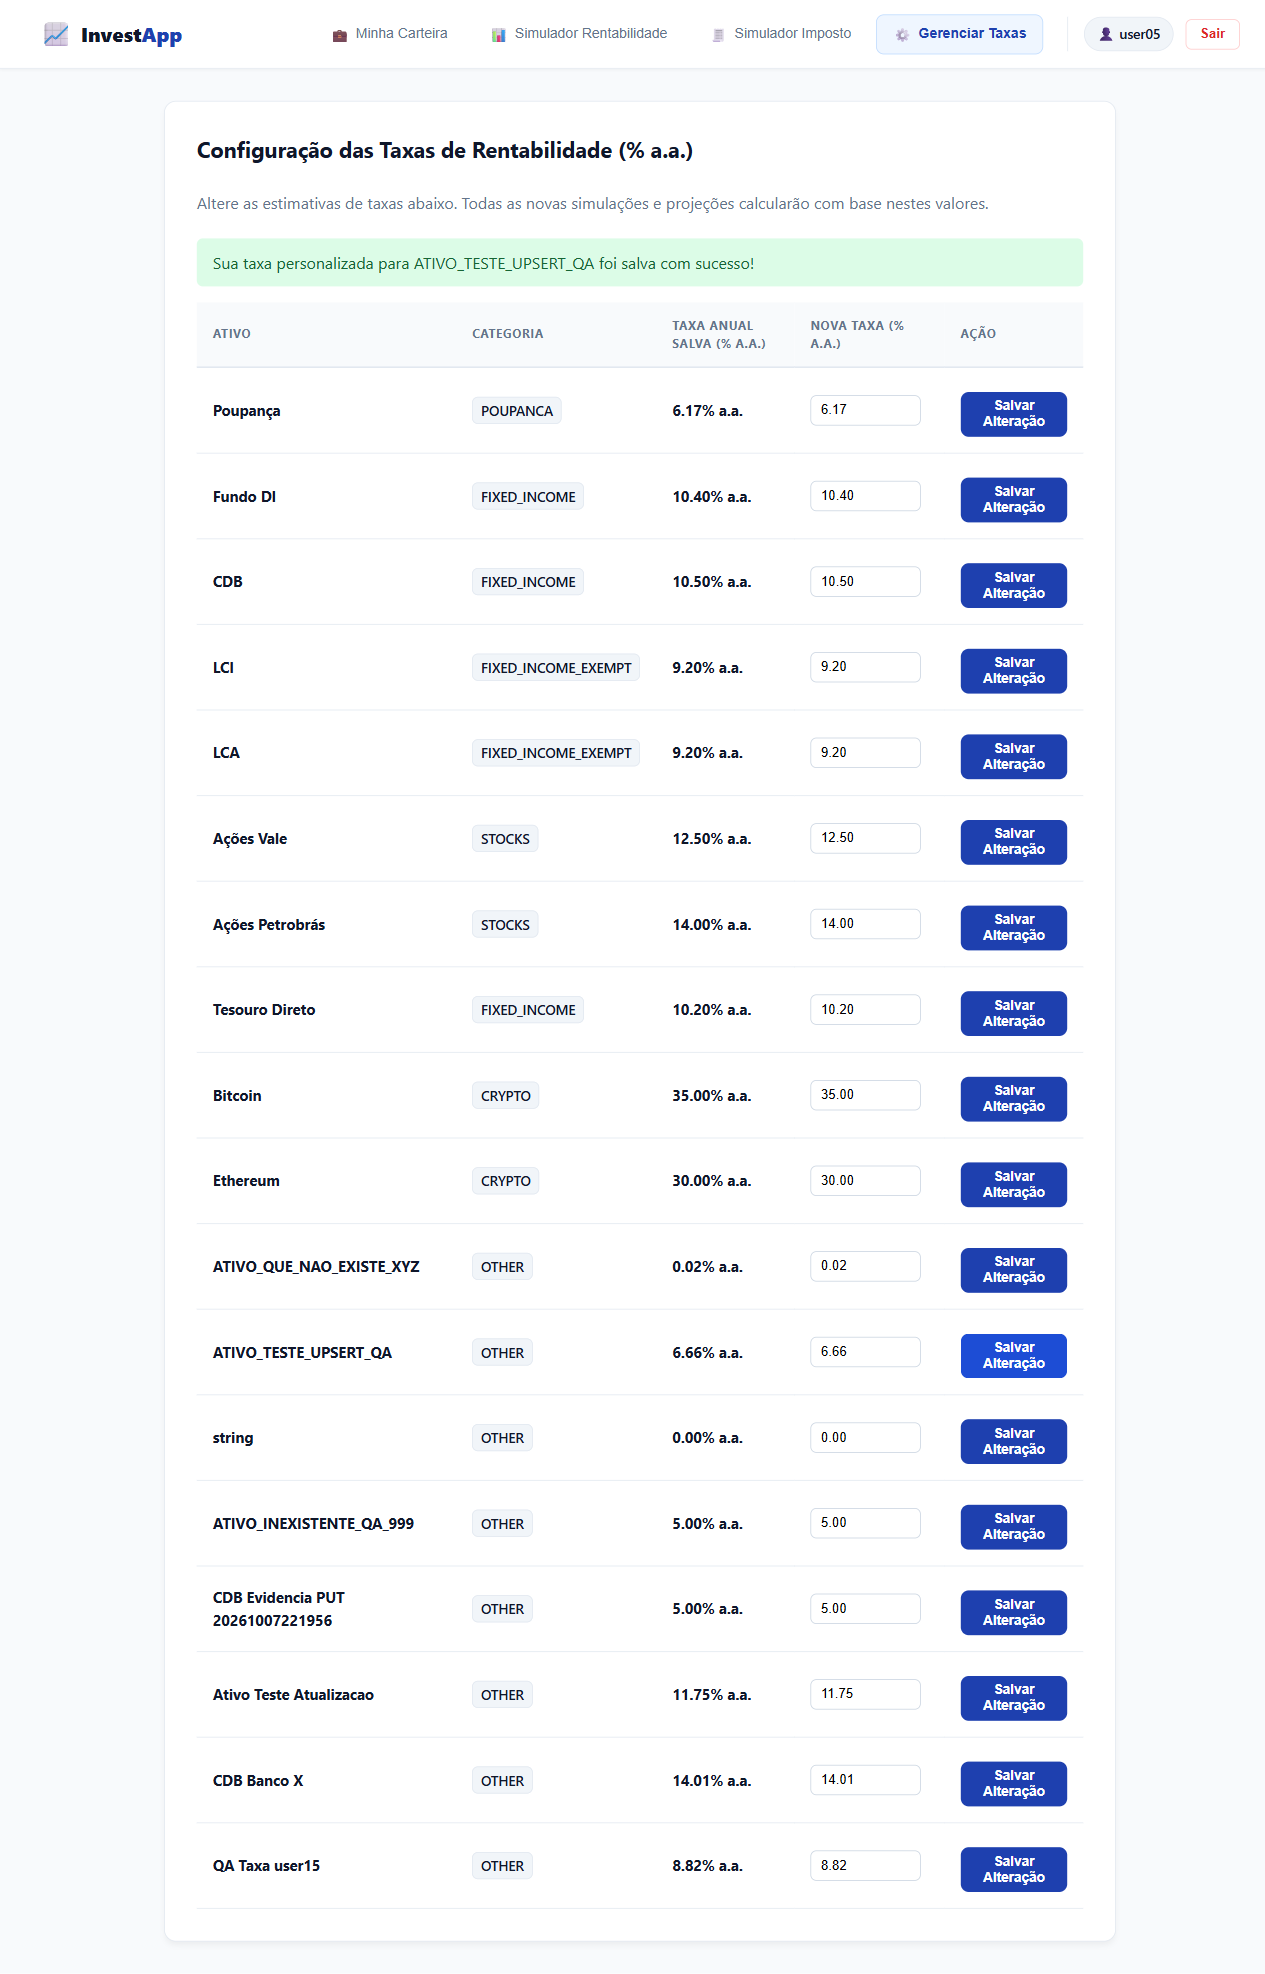 InvestApp
Minha Carteira
Simulador Rentabilidade
Simulador Imposto
Gerenciar Taxas
user05
Sair
Configuração das Taxas de Rentabilidade (% a.a.)
Altere as estimativas de taxas abaixo. Todas as novas simulações e projeções calcularão com base nestes valores.
Sua taxa personalizada para ATIVO_TESTE_UPSERT_QA foi salva com sucesso!
ATIVO CATEGORIA TAXA ANUAL SALVA (% A.A.) NOVA TAXA (% A.A.) AÇÃO
Poupança POUPANCA 6.17% a.a. 6.17 Salvar Alteração
Fundo DI FIXED_INCOME 10.40% a.a. 10.40 Salvar Alteração
CDB FIXED_INCOME 10.50% a.a. 10.50 Salvar Alteração
LCI FIXED_INCOME_EXEMPT 9.20% a.a. 9.20 Salvar Alteração
LCA FIXED_INCOME_EXEMPT 9.20% a.a. 9.20 Salvar Alteração
Ações Vale STOCKS 12.50% a.a. 12.50 Salvar Alteração
Ações Petrobrás STOCKS 14.00% a.a. 14.00 Salvar Alteração
Tesouro Direto FIXED_INCOME 10.20% a.a. 10.20 Salvar Alteração
Bitcoin CRYPTO 35.00% a.a. 35.00 Salvar Alteração
Ethereum CRYPTO 30.00% a.a. 30.00 Salvar Alteração
ATIVO_QUE_NAO_EXISTE_XYZ OTHER 0.02% a.a. 0.02 Salvar Alteração
ATIVO_TESTE_UPSERT_QA OTHER 6.66% a.a. 6.66 Salvar Alteração
string OTHER 0.00% a.a. 0.00 Salvar Alteração
ATIVO_INEXISTENTE_QA_999 OTHER 5.00% a.a. 5.00 Salvar Alteração
CDB Evidencia PUT 20261007221956 OTHER 5.00% a.a. 5.00 Salvar Alteração
Ativo Teste Atualizacao OTHER 11.75% a.a. 11.75 Salvar Alteração
CDB Banco X OTHER 14.01% a.a. 14.01 Salvar Alteração
QA Taxa user15 OTHER 8.82% a.a. 8.82 Salvar Alteração